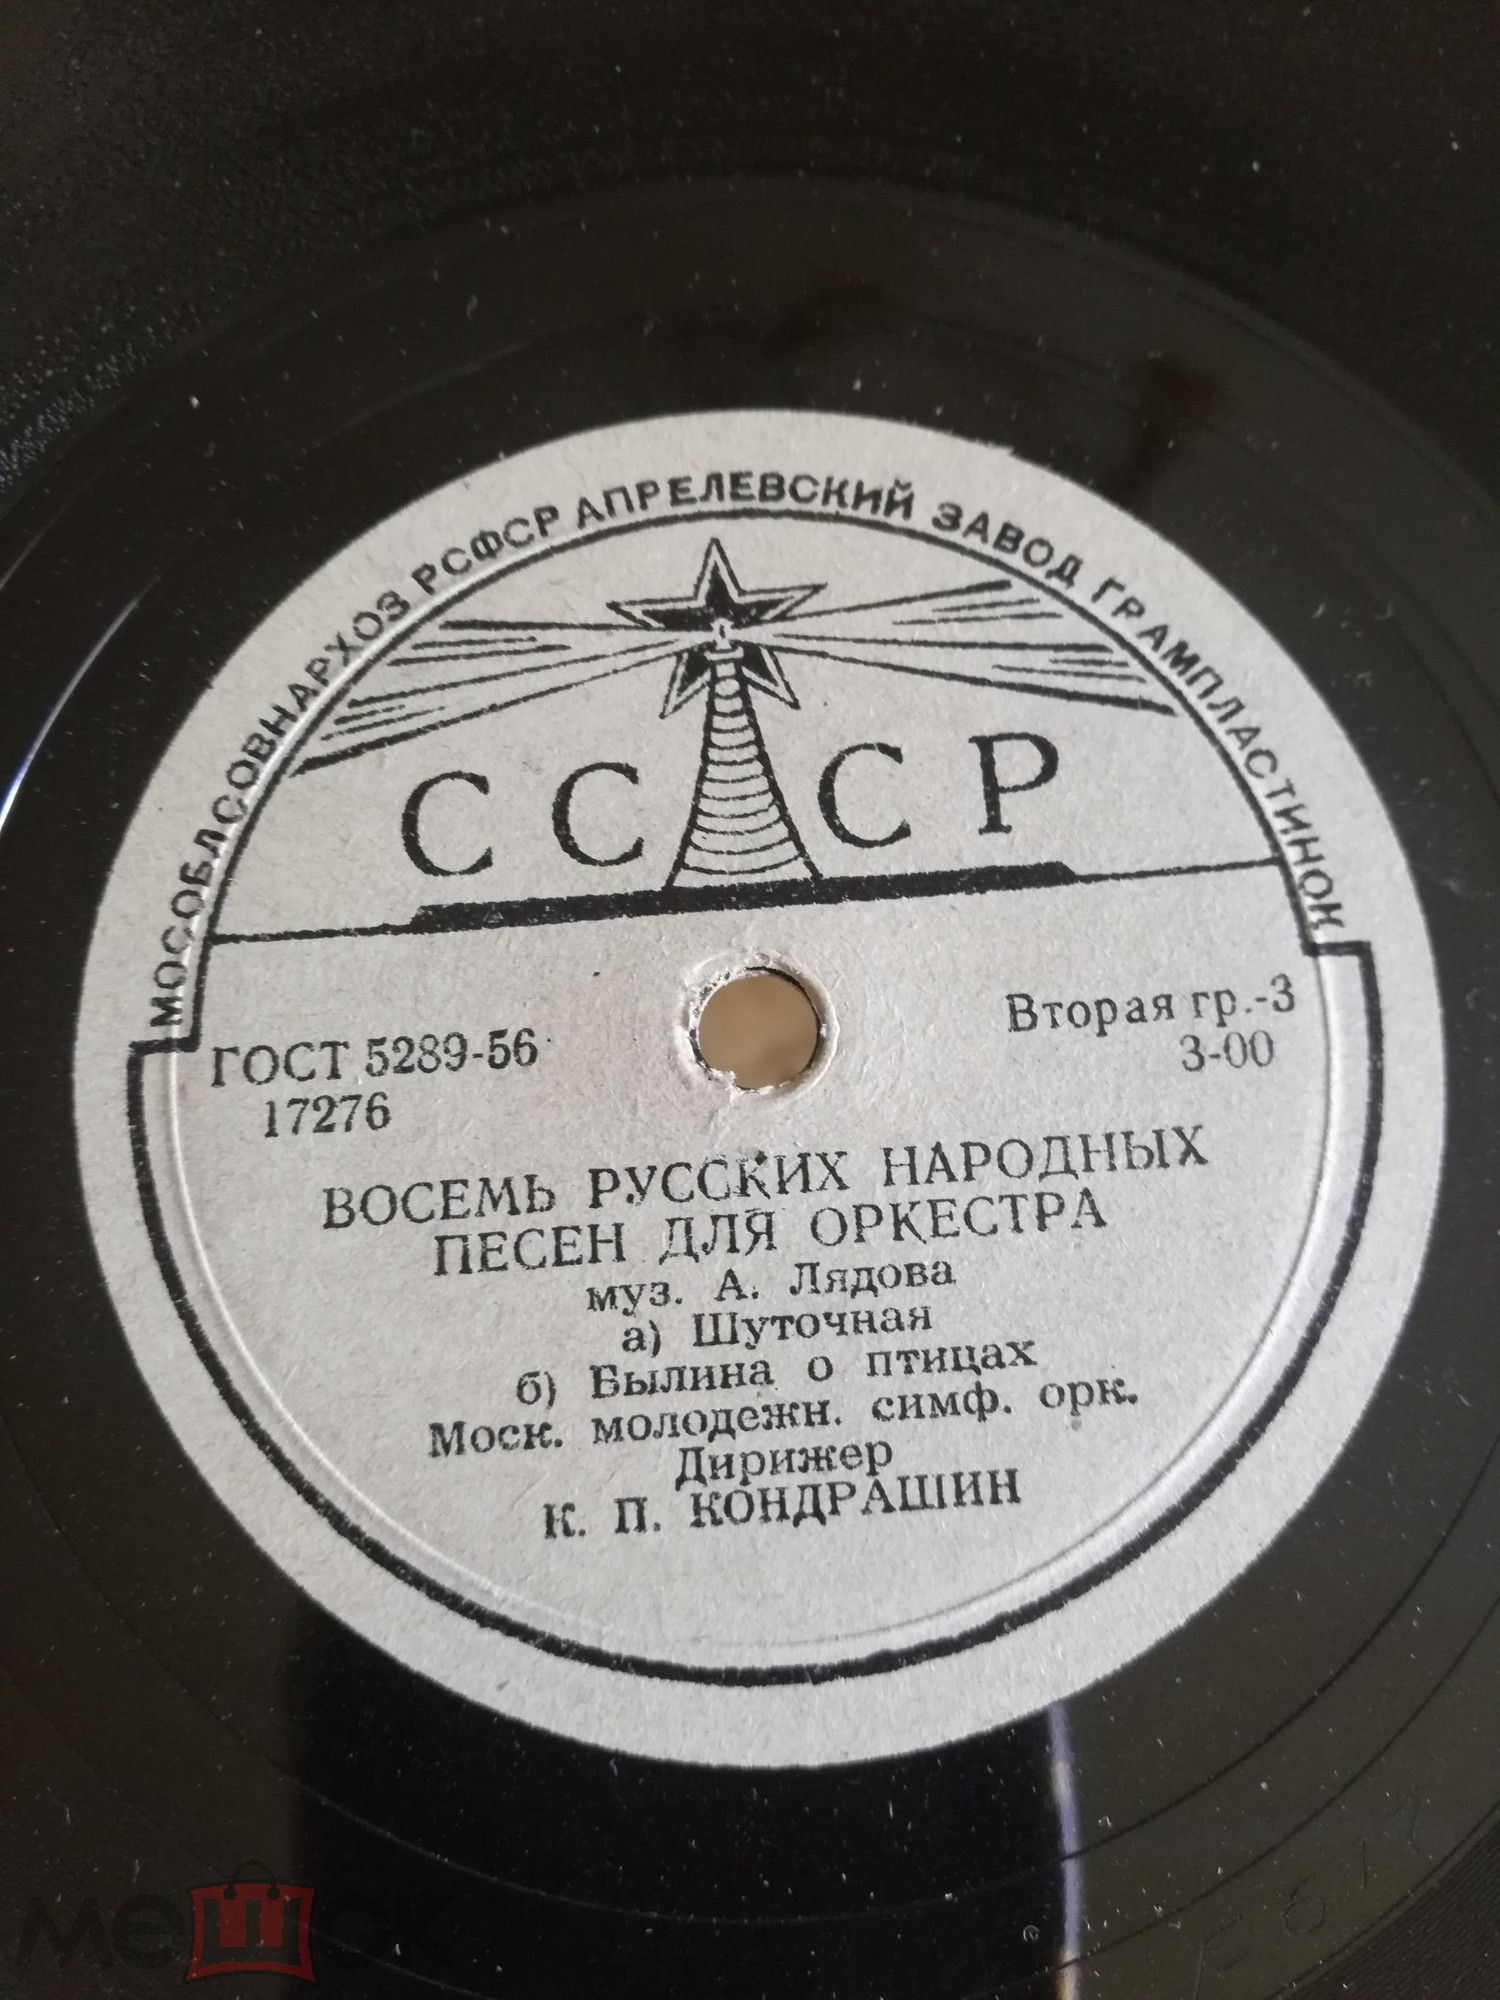 МОСОБЛСОВНАРХОЗ РСФСР АПРЕЛЕВСКИЙ ЗАВОД ГРАМПЛАСТИНОК
СССР
ГОСТ 5289-56
17276
Вторая гр.-3
3-00
ВОСЕМЬ РУССКИХ НАРОДНЫХ
ПЕСЕН ДЛЯ ОРКЕСТРА
муз. А. Лядова
а) Шуточная
б) Былина о птицах
Моск. молодежн. симф. орк.
Дирижер
К. П. КОНДРАШИН
мешок